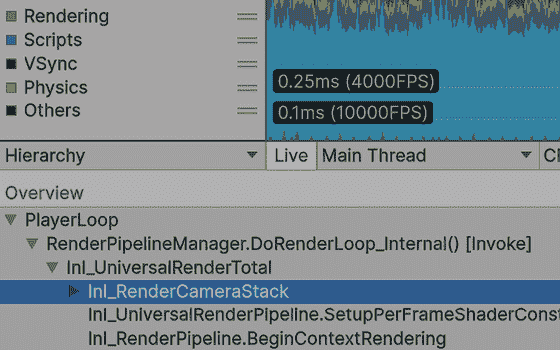 Rendering
Scripts
VSync
Physics
Others
0.25ms (4000FPS)
0.1ms (10000FPS)
Hierarchy
Live
Main Thread
Overview
PlayerLoop
RenderPipelineManager.DoRenderLoop_Internal() [Invoke]
Inl_UniversalRenderTotal
Inl_RenderCameraStack
Inl_UniversalRenderPipeline.SetupPerFrameShaderConst
Inl_RenderPipeline.BeginContextRendering